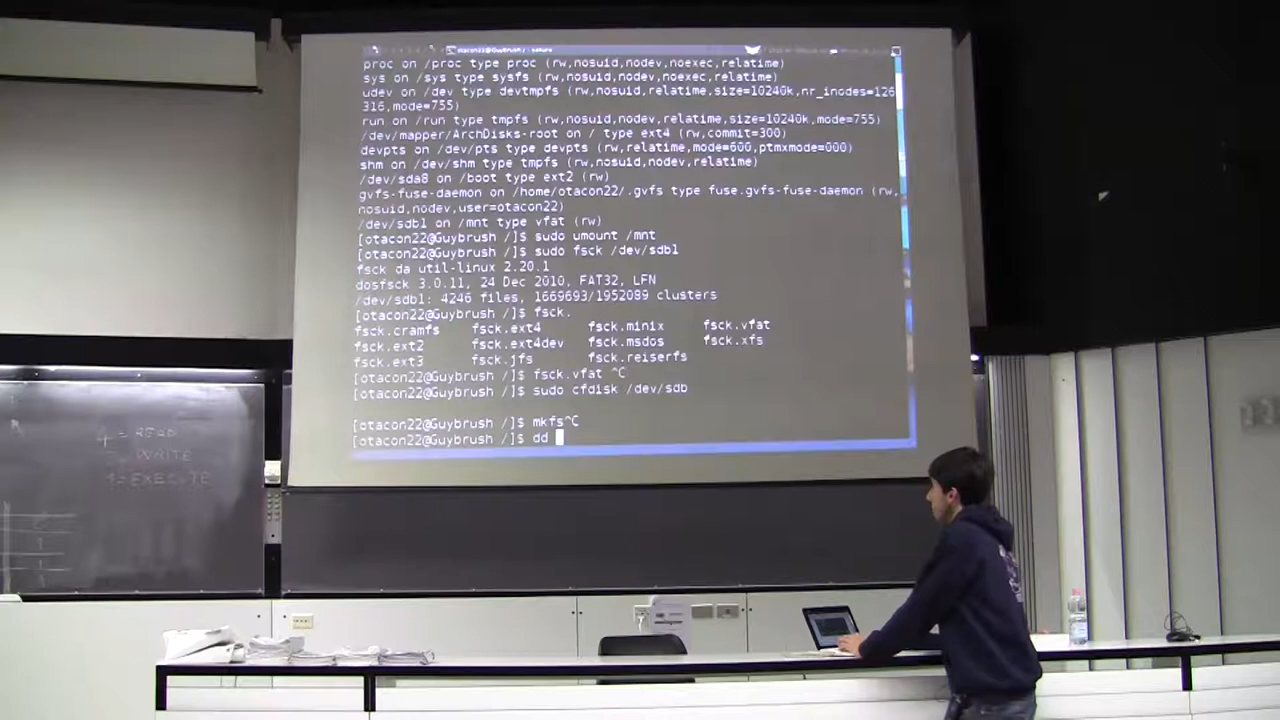 otacon22@Guybrush:/ - sakura
proc on /proc type proc (rw,nosuid,nodev,noexec,relatime)
sys on /sys type sysfs (rw,nosuid,nodev,noexec,relatime)
udev on /dev type devtmpfs (rw,nosuid,relatime,size=10240k,nr_inodes=126
316,mode=755)
run on /run type tmpfs (rw,nosuid,nodev,relatime,size=10240k,mode=755)
/dev/mapper/ArchDisks-root on / type ext4 (rw,commit=300)
devpts on /dev/pts type devpts (rw,relatime,mode=600,ptmxmode=000)
shm on /dev/shm type tmpfs (rw,nosuid,nodev,relatime)
/dev/sda8 on /boot type ext2 (rw)
gvfs-fuse-daemon on /home/otacon22/.gvfs type fuse.gvfs-fuse-daemon (rw,
nosuid,nodev,user=otacon22)
/dev/sdb1 on /mnt type vfat (rw)
[otacon22@Guybrush /]$ sudo umount /mnt
[otacon22@Guybrush /]$ sudo fsck /dev/sdb1
fsck da util-linux 2.20.1
dosfsck 3.0.11, 24 Dec 2010, FAT32, LFN
/dev/sdb1: 4246 files, 1669693/1952089 clusters
[otacon22@Guybrush /]$ fsck.
fsck.cramfs fsck.ext4 fsck.minix fsck.vfat
fsck.ext2 fsck.ext4dev fsck.msdos fsck.xfs
fsck.ext3 fsck.jfs fsck.reiserfs
[otacon22@Guybrush /]$ fsck.vfat ^C
[otacon22@Guybrush /]$ sudo cfdisk /dev/sdb
[otacon22@Guybrush /]$ mkfs^C
[otacon22@Guybrush /]$ dd
4 = READ
= WRITE
1 = EXECUTE